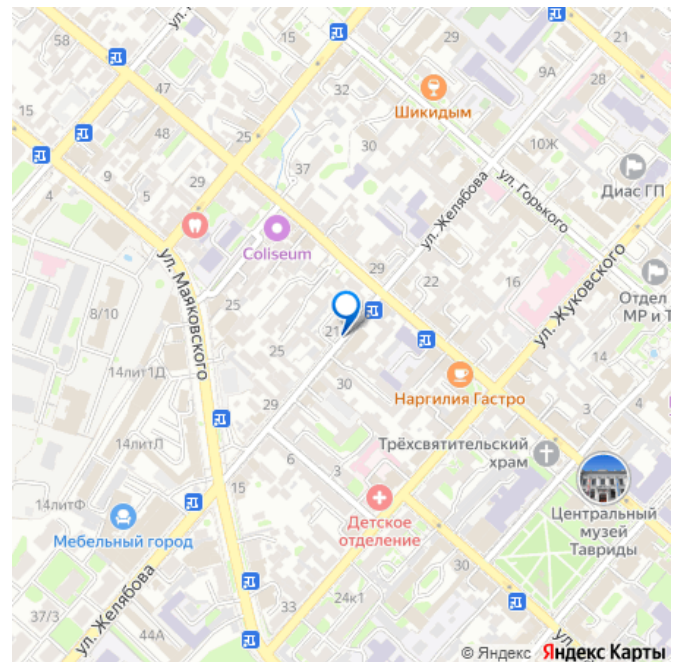 ул.
58
15
29
21
47
9А
28
15
32
Шикидым
48
30
10Ж
37
Диас ГП
9
5
29
4
ул. Желябова
ул. Горького
Coliseum
29
22
16
Отдел
МР и Т
ул. Маяковского
25
ул. Жуковского
8/10
21
25
14
14лит1Д
30
Наргилия Гастро
3
4
29
14литЛ
Трёхсвятительский
храм
6
3
15
14литФ
Мебельный город
Детское
отделение
Центральный
музей
Тавриды
30
ул. Желябова
24к1
33
37/3
44А
ул.
© Яндекс Яндекс Карты